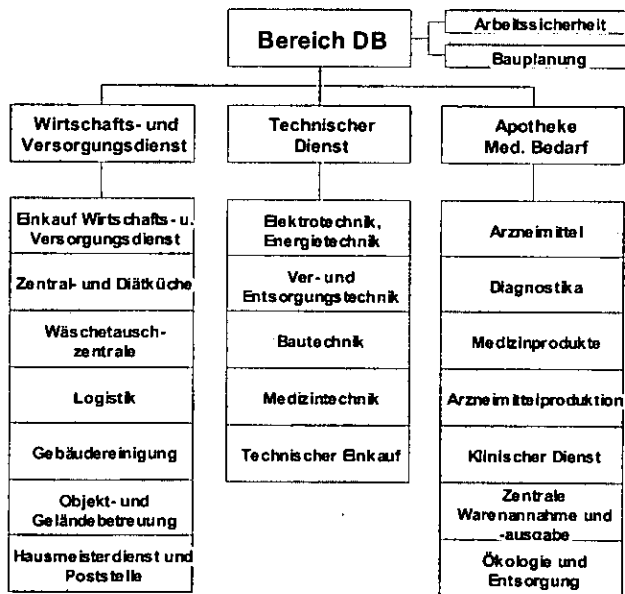 Bereich DB
Arbeitssicherheit
Bauplanung
Wirtschafts- und
Versorgungsdienst
Technischer
Dienst
Apotheke
Med. Bedarf
Einkauf Wirtschafts- u.
Versorgungsdienst
Zentral- und Diätküche
Wäschetausch-
zentrale
Logistik
Gebäudereinigung
Objekt- und
Geländebetreuung
Hausmeisterdienst und
Poststelle
Elektrotechnik,
Energietechnik
Ver- und
Entsorgungstechnik
Bautechnik
Medizintechnik
Technischer Einkauf
Arzneimittel
Diagnostika
Medizinprodukte
Arzneimittelproduktion
Klinischer Dienst
Zentrale
Warenannahme und
-ausgabe
Ökologie und
Entsorgung